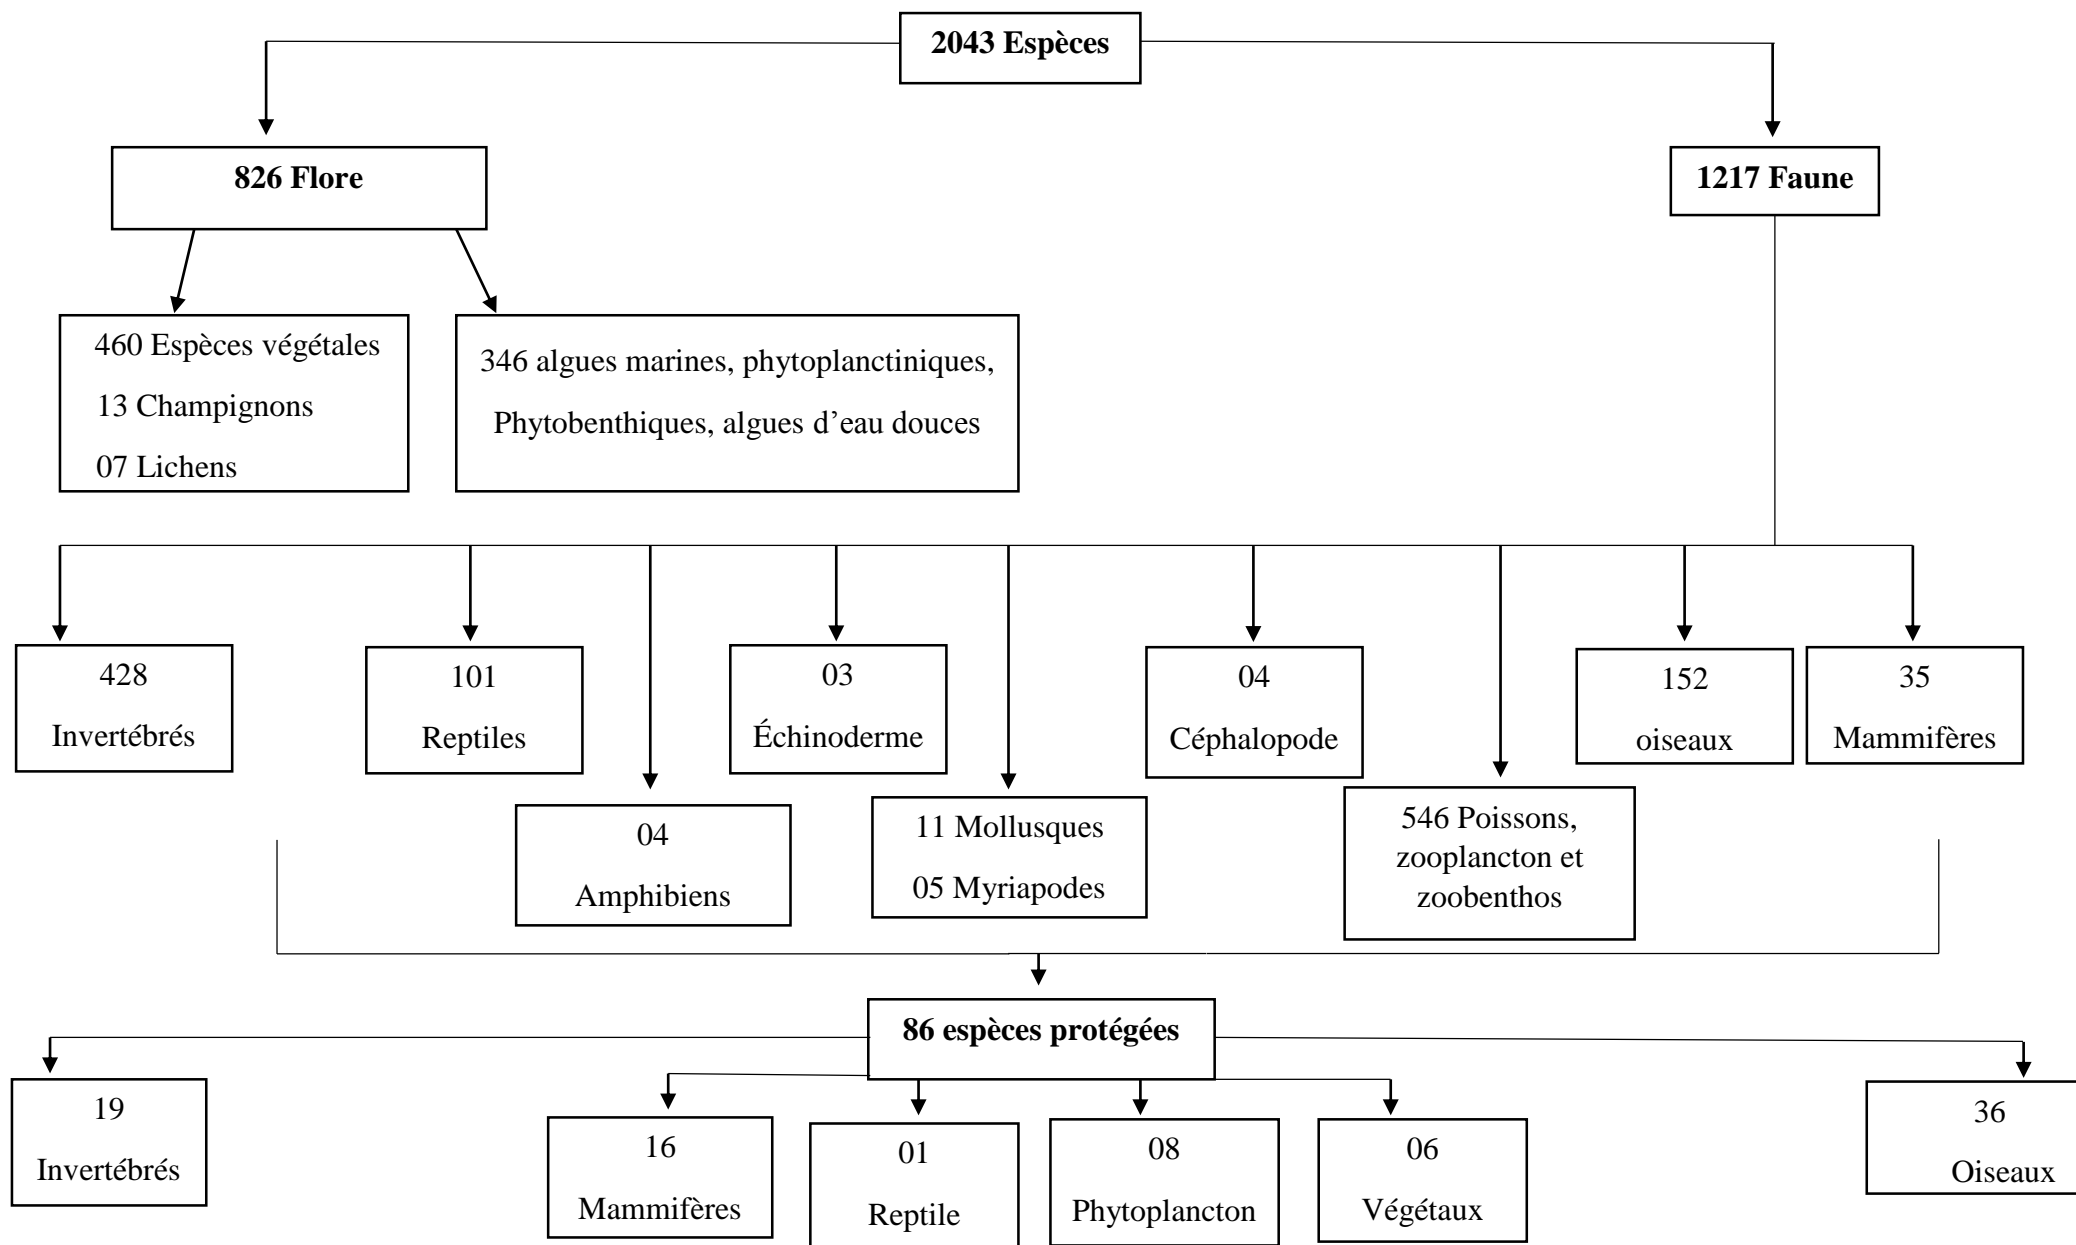 2043 Espèces
826 Flore
1217 Faune
460 Espèces végétales
13 Champignons
07 Lichens
346 algues marines, phytoplanctiniques,
Phytobenthiques, algues d’eau douces
428
Invertébrés
101
Reptiles
03
Échinoderme
04
Céphalopode
152
oiseaux
35
Mammifères
04
Amphibiens
11 Mollusques
05 Myriapodes
546 Poissons,
zooplancton et
zoobenthos
86 espèces protégées
19
Invertébrés
16
Mammifères
01
Reptile
08
Phytoplancton
06
Végétaux
36
Oiseaux